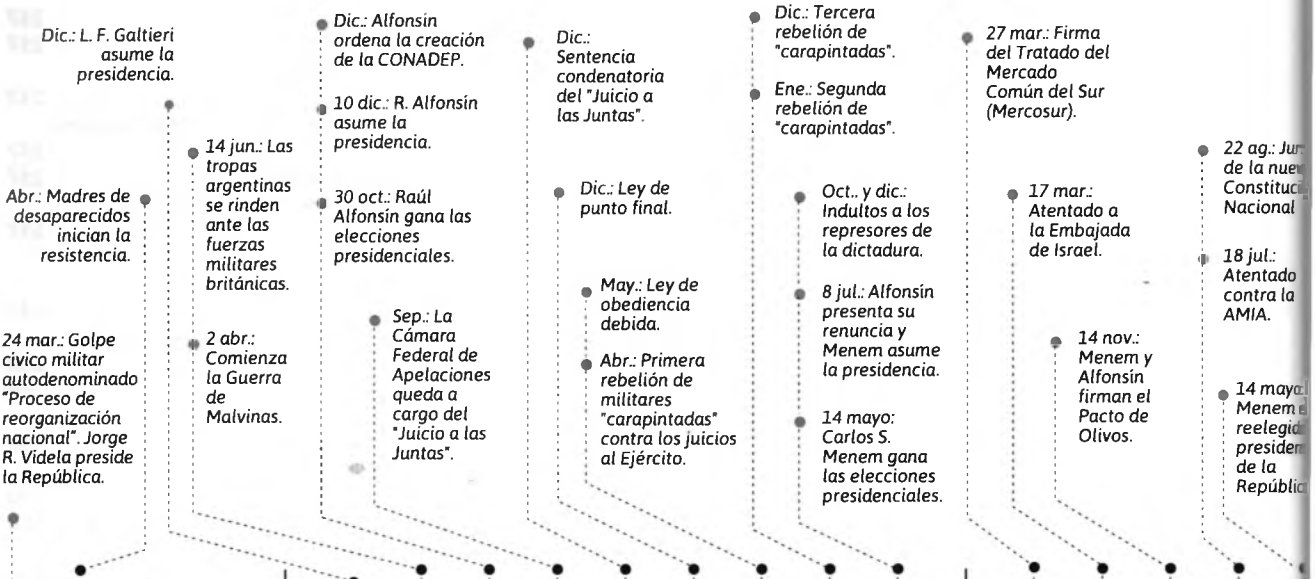 24 mar.: Golpe
cívico militar
autodenominado
"Proceso de
reorganización
nacional". Jorge
R. Videla preside
la República.
Abr.: Madres de
desaparecidos
inician la
resistencia.
Dic.: L. F. Galtieri
asume la
presidencia.
14 jun.: Las
tropas
argentinas
se rinden
ante las
fuerzas
militares
británicas.
2 abr.:
Comienza
la Guerra
de
Malvinas.
Dic.: Alfonsín
ordena la creación
de la CONADEP.
10 dic.: R. Alfonsín
asume la
presidencia.
30 oct.: Raúl
Alfonsín gana las
elecciones
presidenciales.
Sep.: La
Cámara
Federal de
Apelaciones
queda a
cargo del
"Juicio a las
Juntas".
Dic.:
Sentencia
condenatoria
del "Juicio a
las Juntas".
Dic.: Ley de
punto final.
May.: Ley de
obediencia
debida.
Abr.: Primera
rebelión de
militares
"carapintadas"
contra los juicios
al Ejército.
Dic.: Tercera
rebelión de
"carapintadas".
Ene.: Segunda
rebelión de
"carapintadas".
Oct.. y dic.:
Indultos a los
represores de
la dictadura.
8 jul.: Alfonsín
presenta su
renuncia y
Menem asume
la presidencia.
14 mayo:
Carlos S.
Menem gana
las elecciones
presidenciales.
27 mar.: Firma
del Tratado del
Mercado
Común del Sur
(Mercosur).
17 mar.:
Atentado a
la Embajada
de Israel.
14 nov.:
Menem y
Alfonsín
firman el
Pacto de
Olivos.
22 ag.:
de la
Nacional
18 jul.:
Atentado
contra la
AMIA.
14 mayo:
Menem
de la